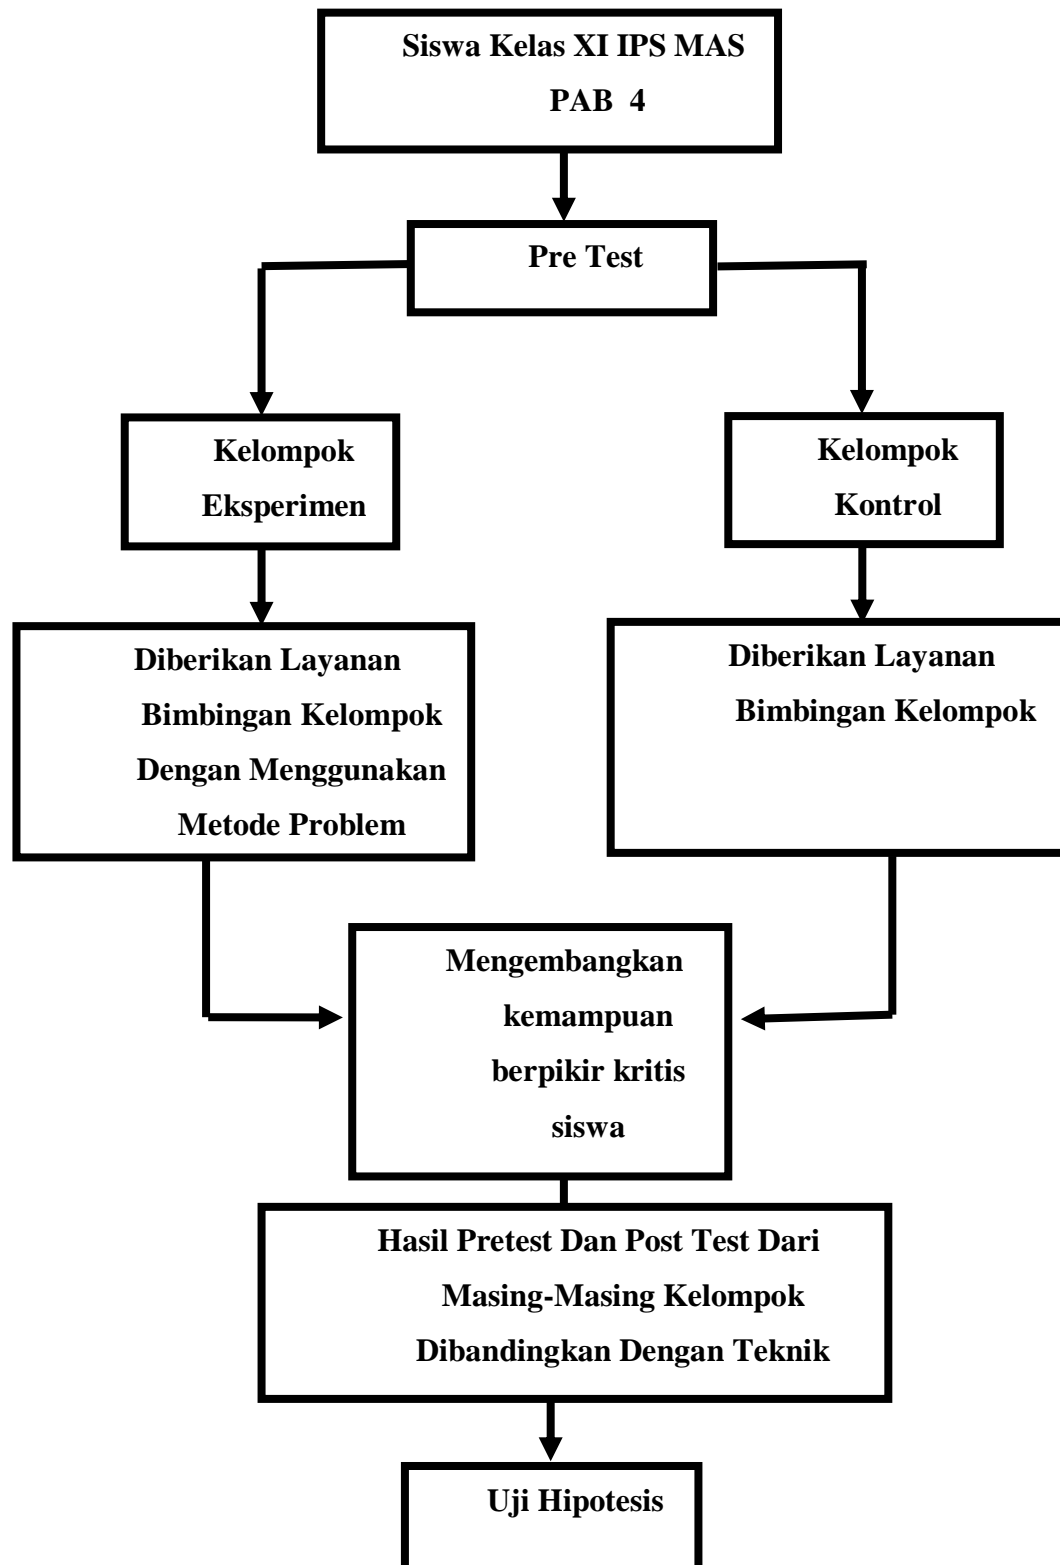 Siswa Kelas XI IPS MAS
PAB 4
Pre Test
Kelompok
Eksperimen
Kelompok
Kontrol
Diberikan Layanan
Bimbingan Kelompok
Dengan Menggunakan
Metode Problem
Diberikan Layanan
Bimbingan Kelompok
Mengembangkan
kemampuan
berpikir kritis
siswa
Hasil Pretest Dan Post Test Dari
Masing-Masing Kelompok
Dibandingkan Dengan Teknik
Uji Hipotesis